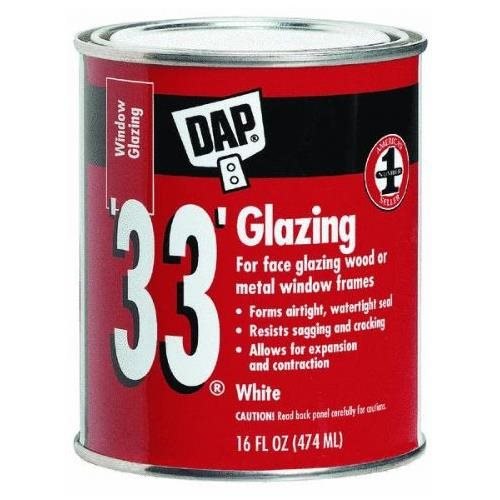 Window
Glazing
DAP®
AMERICA'S
NUMBER
1
SELLER
'33'®
Glazing
For face glazing wood or
metal window frames
• Forms airtight, watertight seal
• Resists sagging and cracking
• Allows for expansion
and contraction
White
CAUTION! Read back panel carefully for cautions.
16 FL OZ (474 ML)